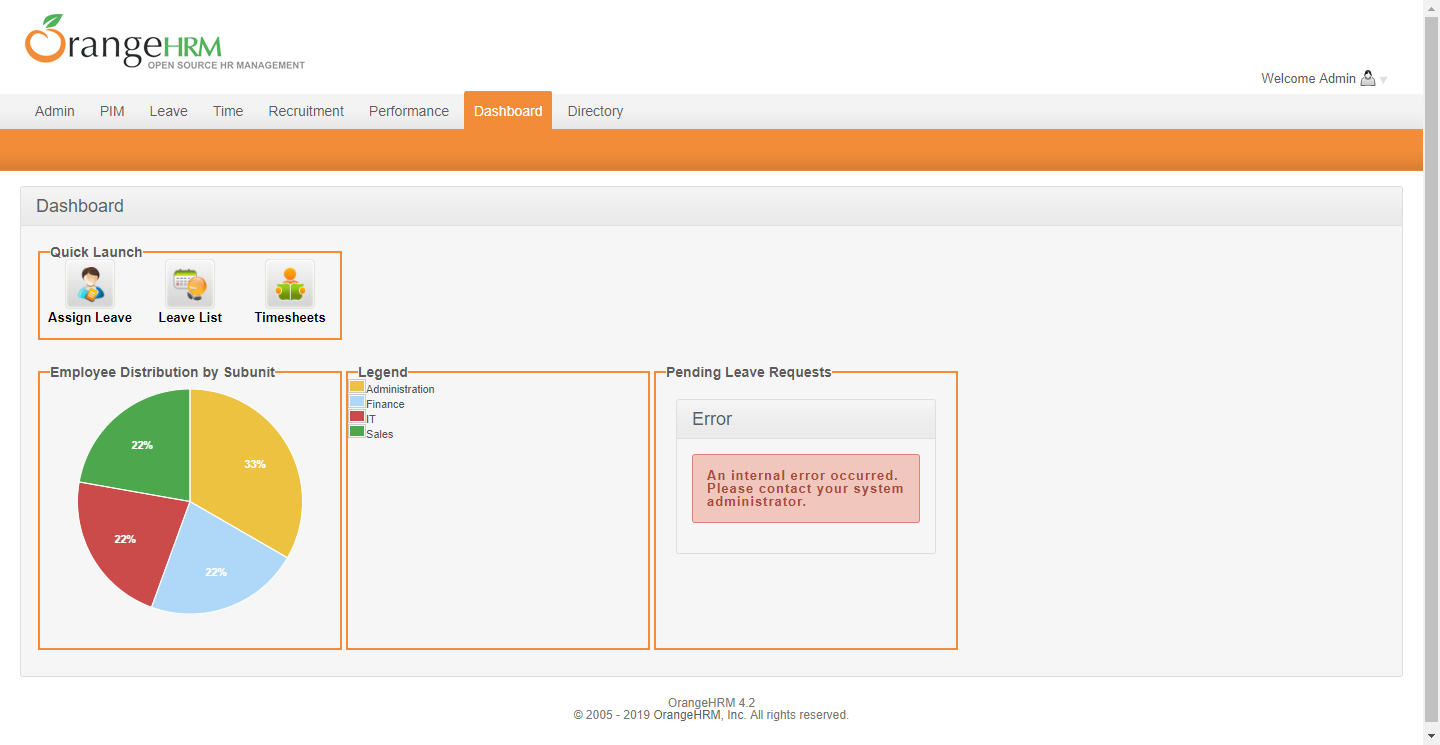 OrangeHRM
OPEN SOURCE HR MANAGEMENT
Welcome Admin
Admin PIM Leave Time Recruitment Performance Dashboard Directory
Dashboard
Quick Launch
Assign Leave Leave List Timesheets
Employee Distribution by Subunit
33%
22%
22%
22%
Legend
Administration
Finance
IT
Sales
Pending Leave Requests
Error
An internal error occurred.
Please contact your system
administrator.
OrangeHRM 4.2
© 2005 - 2019 OrangeHRM, Inc. All rights reserved.